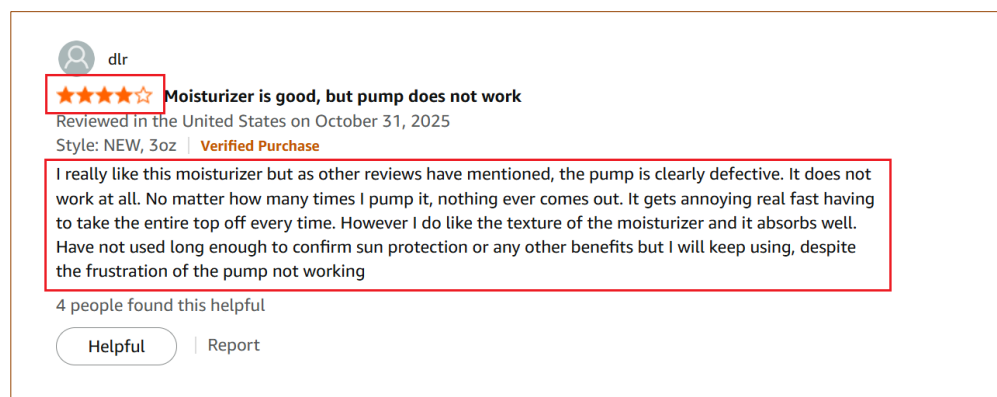 dlr
Moisturizer is good, but pump does not work
Reviewed in the United States on October 31, 2025
Style: NEW, 3oz | Verified Purchase
I really like this moisturizer but as other reviews have mentioned, the pump is clearly defective. It does not
work at all. No matter how many times I pump it, nothing ever comes out. It gets annoying real fast having
to take the entire top off every time. However I do like the texture of the moisturizer and it absorbs well.
Have not used long enough to confirm sun protection or any other benefits but I will keep using, despite
the frustration of the pump not working
4 people found this helpful
Helpful | Report